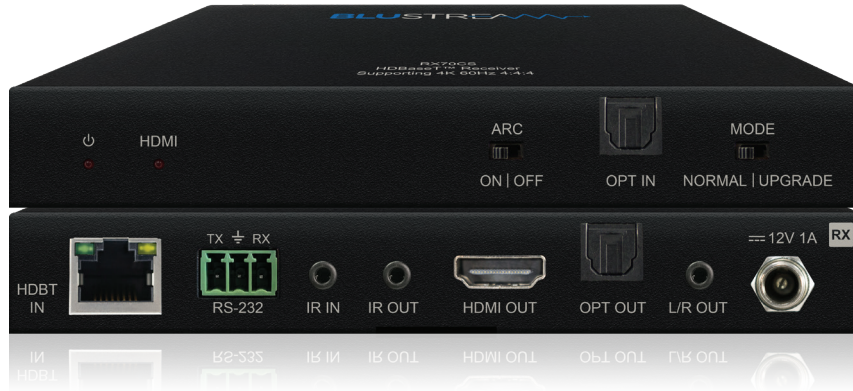 BLUSTREAM
RX70CS
HDBaseT™ Receiver
Supporting 4K 60Hz 4:4:4
HDMI
ARC
ON | OFF
OPT IN
MODE
NORMAL | UPGRADE
HDBT
IN
TX RX
RS-232
IR IN
IR OUT
HDMI OUT
OPT OUT
L/R OUT
12V 1A
RX